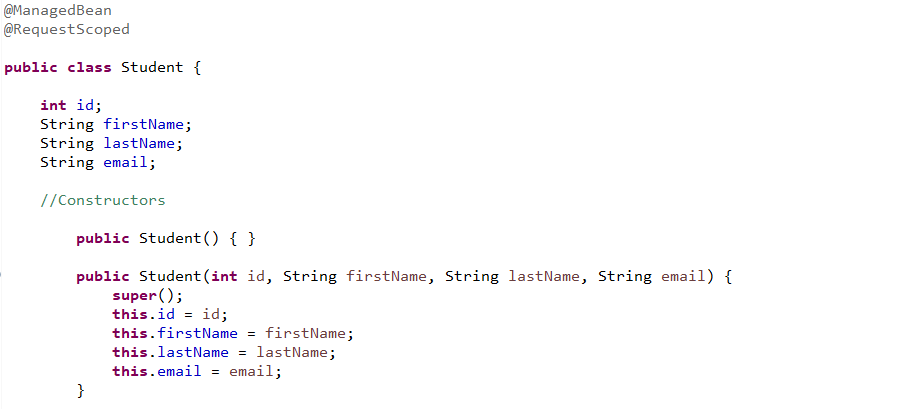 @ManagedBean
@RequestScoped
public class Student {
int id;
String firstName;
String lastName;
String email;
//Constructors
public Student() { }
public Student(int id, String firstName, String lastName, String email) {
super();
this.id = id;
this.firstName = firstName;
this.lastName = lastName;
this.email = email;
}